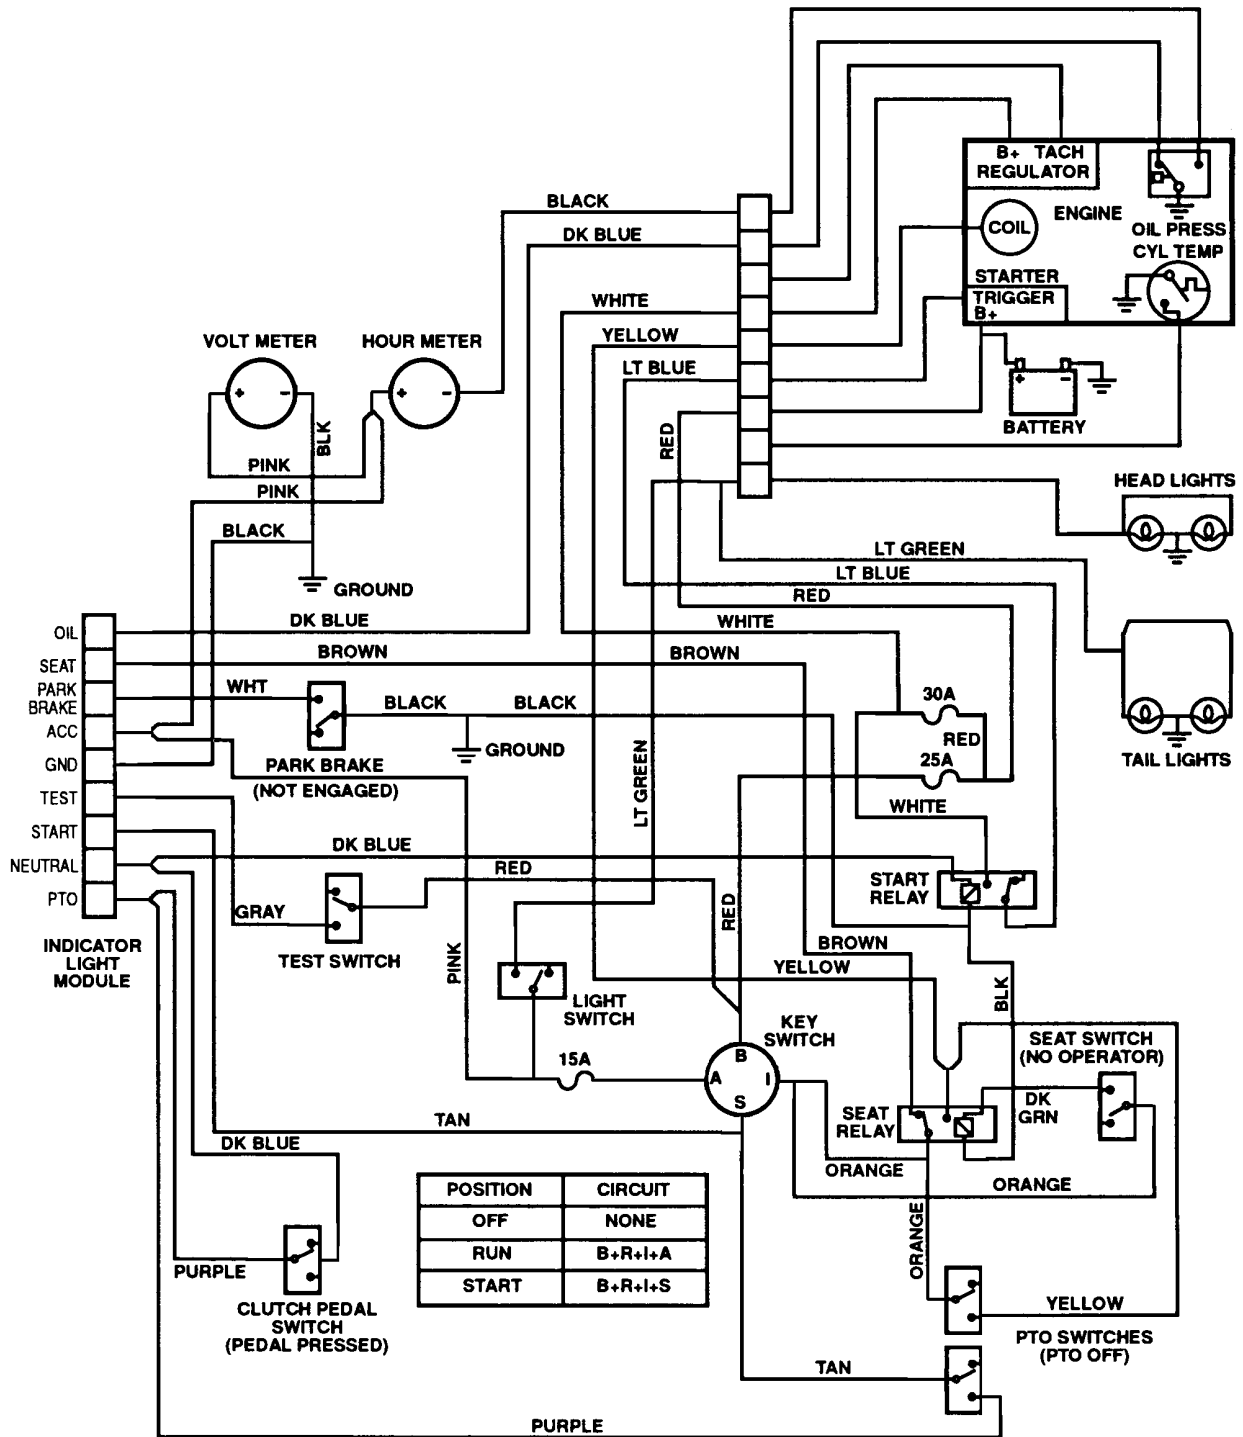 B+ TACH
REGULATOR
COIL
ENGINE
OIL PRESS
CYL TEMP
STARTER
TRIGGER
B+
+ -
BATTERY
BLACK
DK BLUE
WHITE
YELLOW
LT BLUE
RED
VOLT METER
HOUR METER
+ -
+ -
BLK
PINK
PINK
BLACK
GROUND
HEAD LIGHTS
LT GREEN
LT BLUE
RED
WHITE
TAIL LIGHTS
OIL
SEAT
PARK
BRAKE
ACC
GND
TEST
START
NEUTRAL
PTO
INDICATOR
LIGHT
MODULE
DK BLUE
BROWN
BROWN
WHT
BLACK
BLACK
GROUND
PARK BRAKE
(NOT ENGAGED)
LT GREEN
30A
RED
25A
WHITE
DK BLUE
RED
START
RELAY
GRAY
TEST SWITCH
PINK
RED
BROWN
YELLOW
BLK
LIGHT
SWITCH
KEY
SWITCH
15A
B
A I
S
SEAT SWITCH
(NO OPERATOR)
SEAT
RELAY
DK
GRN
TAN
DK BLUE
ORANGE
ORANGE
ORANGE
POSITION CIRCUIT
OFF NONE
RUN B+R+I+A
START B+R+I+S
PURPLE
CLUTCH PEDAL
SWITCH
(PEDAL PRESSED)
YELLOW
PTO SWITCHES
(PTO OFF)
TAN
PURPLE